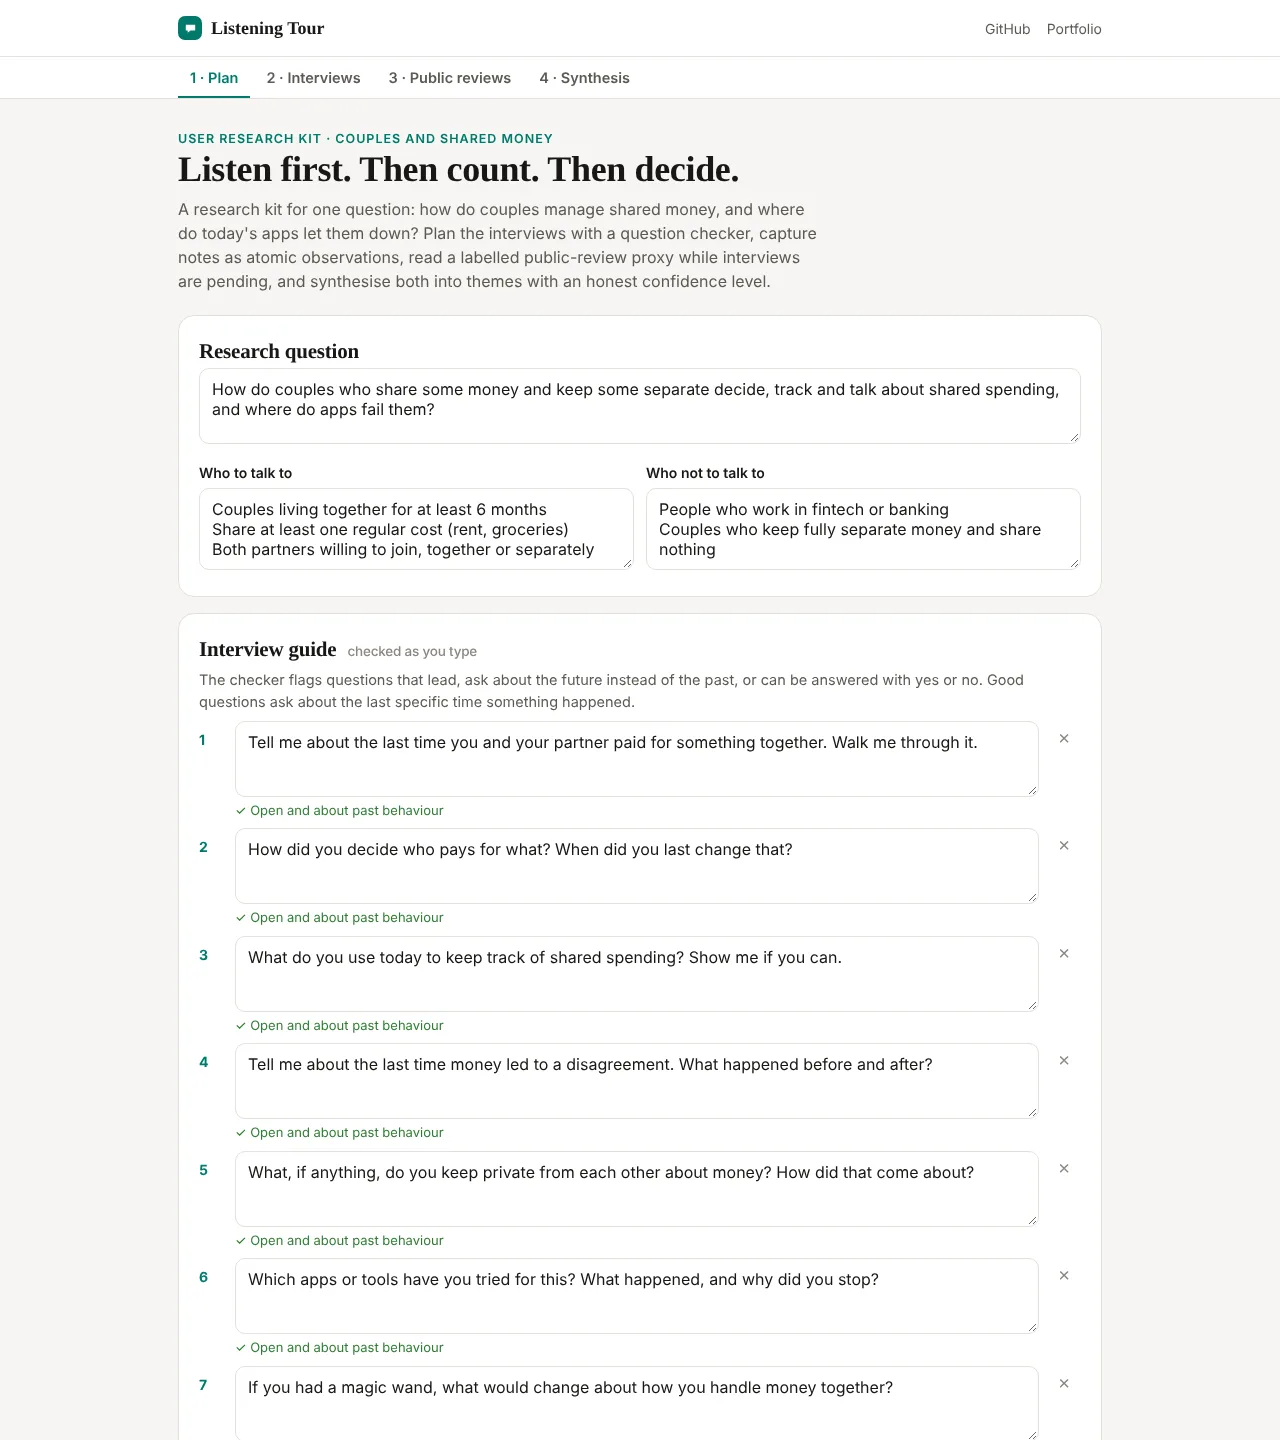 Listening Tour
GitHub Portfolio
1 · Plan 2 · Interviews 3 · Public reviews 4 · Synthesis
USER RESEARCH KIT · COUPLES AND SHARED MONEY
Listen first. Then count. Then decide.
A research kit for one question: how do couples manage shared money, and where
do today's apps let them down? Plan the interviews with a question checker, capture
notes as atomic observations, read a labelled public-review proxy while interviews
are pending, and synthesise both into themes with an honest confidence level.
Research question
How do couples who share some money and keep some separate decide, track and talk about shared spending,
and where do apps fail them?
Who to talk to
Couples living together for at least 6 months
Share at least one regular cost (rent, groceries)
Both partners willing to join, together or separately
Who not to talk to
People who work in fintech or banking
Couples who keep fully separate money and share
nothing
Interview guide checked as you type
The checker flags questions that lead, ask about the future instead of the past, or can be answered with yes or no. Good
questions ask about the last specific time something happened.
1 Tell me about the last time you and your partner paid for something together. Walk me through it. ✕
✓ Open and about past behaviour
2 How did you decide who pays for what? When did you last change that? ✕
✓ Open and about past behaviour
3 What do you use today to keep track of shared spending? Show me if you can. ✕
✓ Open and about past behaviour
4 Tell me about the last time money led to a disagreement. What happened before and after? ✕
✓ Open and about past behaviour
5 What, if anything, do you keep private from each other about money? How did that come about? ✕
✓ Open and about past behaviour
6 Which apps or tools have you tried for this? What happened, and why did you stop? ✕
✓ Open and about past behaviour
7 If you had a magic wand, what would change about how you handle money together? ✕